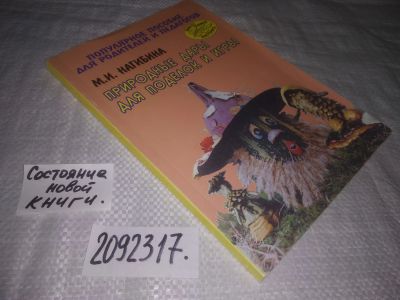 ПОПУЛЯРНОЕ ПОСОБИЕ
ДЛЯ РОДИТЕЛЕЙ И ПЕДАГОГОВ
М.И. НАГИБИНА
ПРИРОДНЫЕ ДАРЫ
ДЛЯ ПОДЕЛОК И ИГРЫ
Состояние
новой
книги.
2092317.